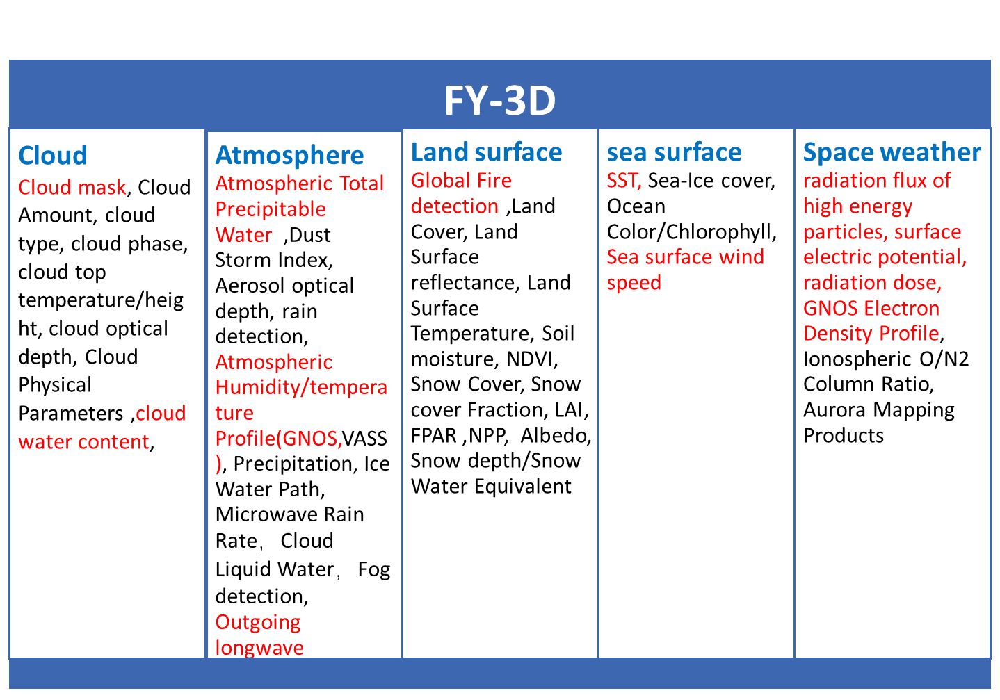 FY-3D
Cloud
Cloud mask, Cloud
Amount, cloud
type, cloud phase,
cloud top
temperature/heig
ht, cloud optical
depth, Cloud
Physical
Parameters ,cloud
water content,
Atmosphere
Atmospheric Total
Precipitable
Water ,Dust
Storm Index,
Aerosol optical
depth, rain
detection,
Atmospheric
Humidity/tempera
ture
Profile(GNOS,VASS
), Precipitation, Ice
Water Path,
Microwave Rain
Rate, Cloud
Liquid Water, Fog
detection,
Outgoing
longwave
Land surface
Global Fire
detection ,Land
Cover, Land
Surface
reflectance, Land
Surface
Temperature, Soil
moisture, NDVI,
Snow Cover, Snow
cover Fraction, LAI,
FPAR ,NPP, Albedo,
Snow depth/Snow
Water Equivalent
sea surface
SST, Sea-Ice cover,
Ocean
Color/Chlorophyll,
Sea surface wind
speed
Space weather
radiation flux of
high energy
particles, surface
electric potential,
radiation dose,
GNOS Electron
Density Profile,
Ionospheric O/N2
Column Ratio,
Aurora Mapping
Products